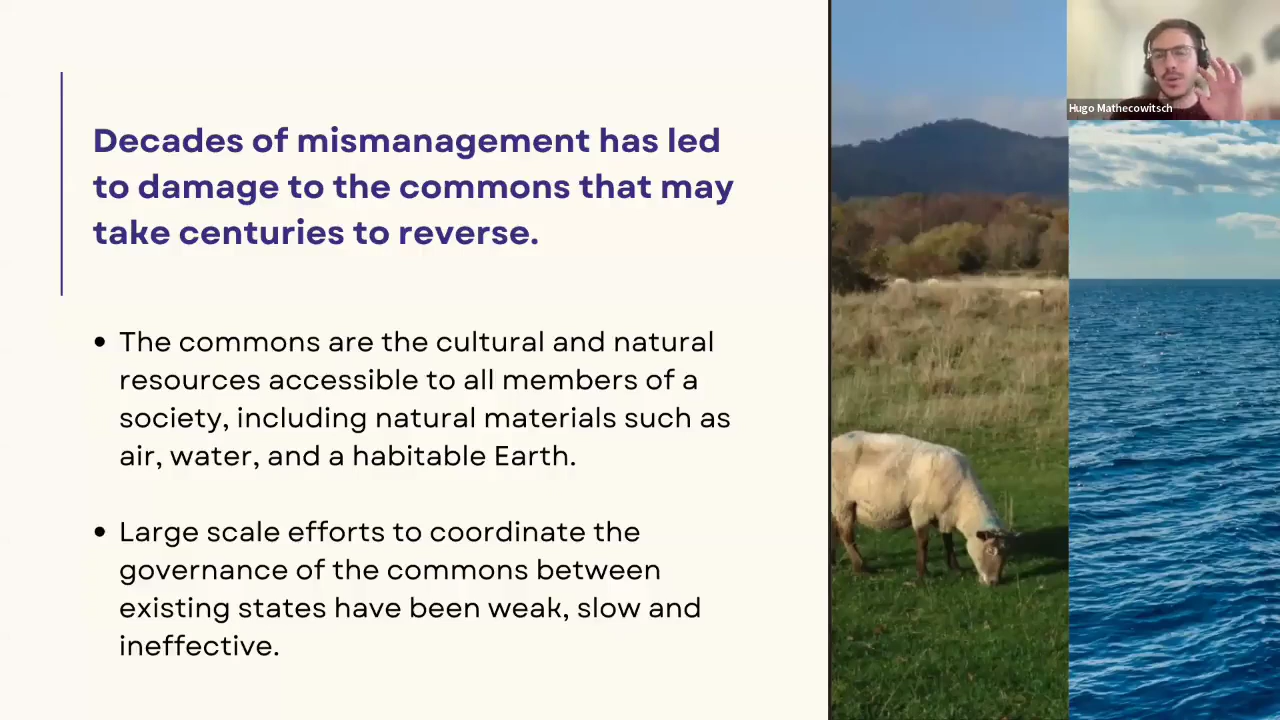 Decades of mismanagement has led
to damage to the commons that may
take centuries to reverse.
• The commons are the cultural and natural
resources accessible to all members of a
society, including natural materials such as
air, water, and a habitable Earth.
• Large scale efforts to coordinate the
governance of the commons between
existing states have been weak, slow and
ineffective.
Hugo Mathecowitsch